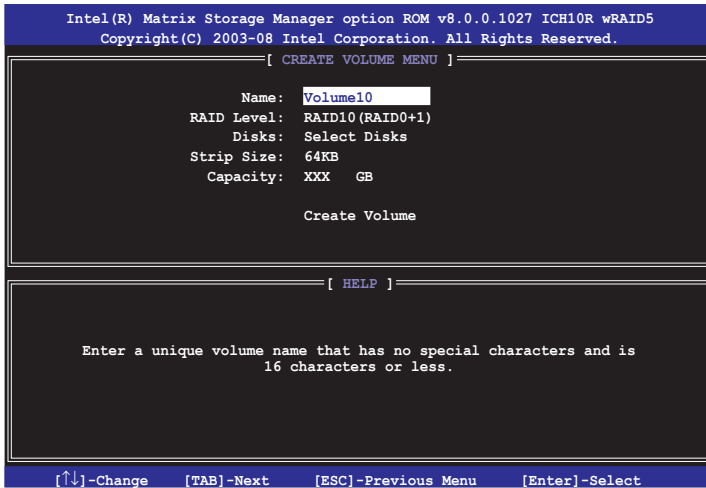 Intel(R) Matrix Storage Manager option ROM v8.0.0.1027 ICH10R wRAID5
Copyright(C) 2003-08 Intel Corporation. All Rights Reserved.
[ CREATE VOLUME MENU ]
Name: Volume10
RAID Level: RAID10(RAID0+1)
Disks: Select Disks
Strip Size: 64KB
Capacity: XXX GB
Create Volume
[ HELP ]
Enter a unique volume name that has no special characters and is
16 characters or less.
[↑↓]-Change [TAB]-Next [ESC]-Previous Menu [Enter]-Select